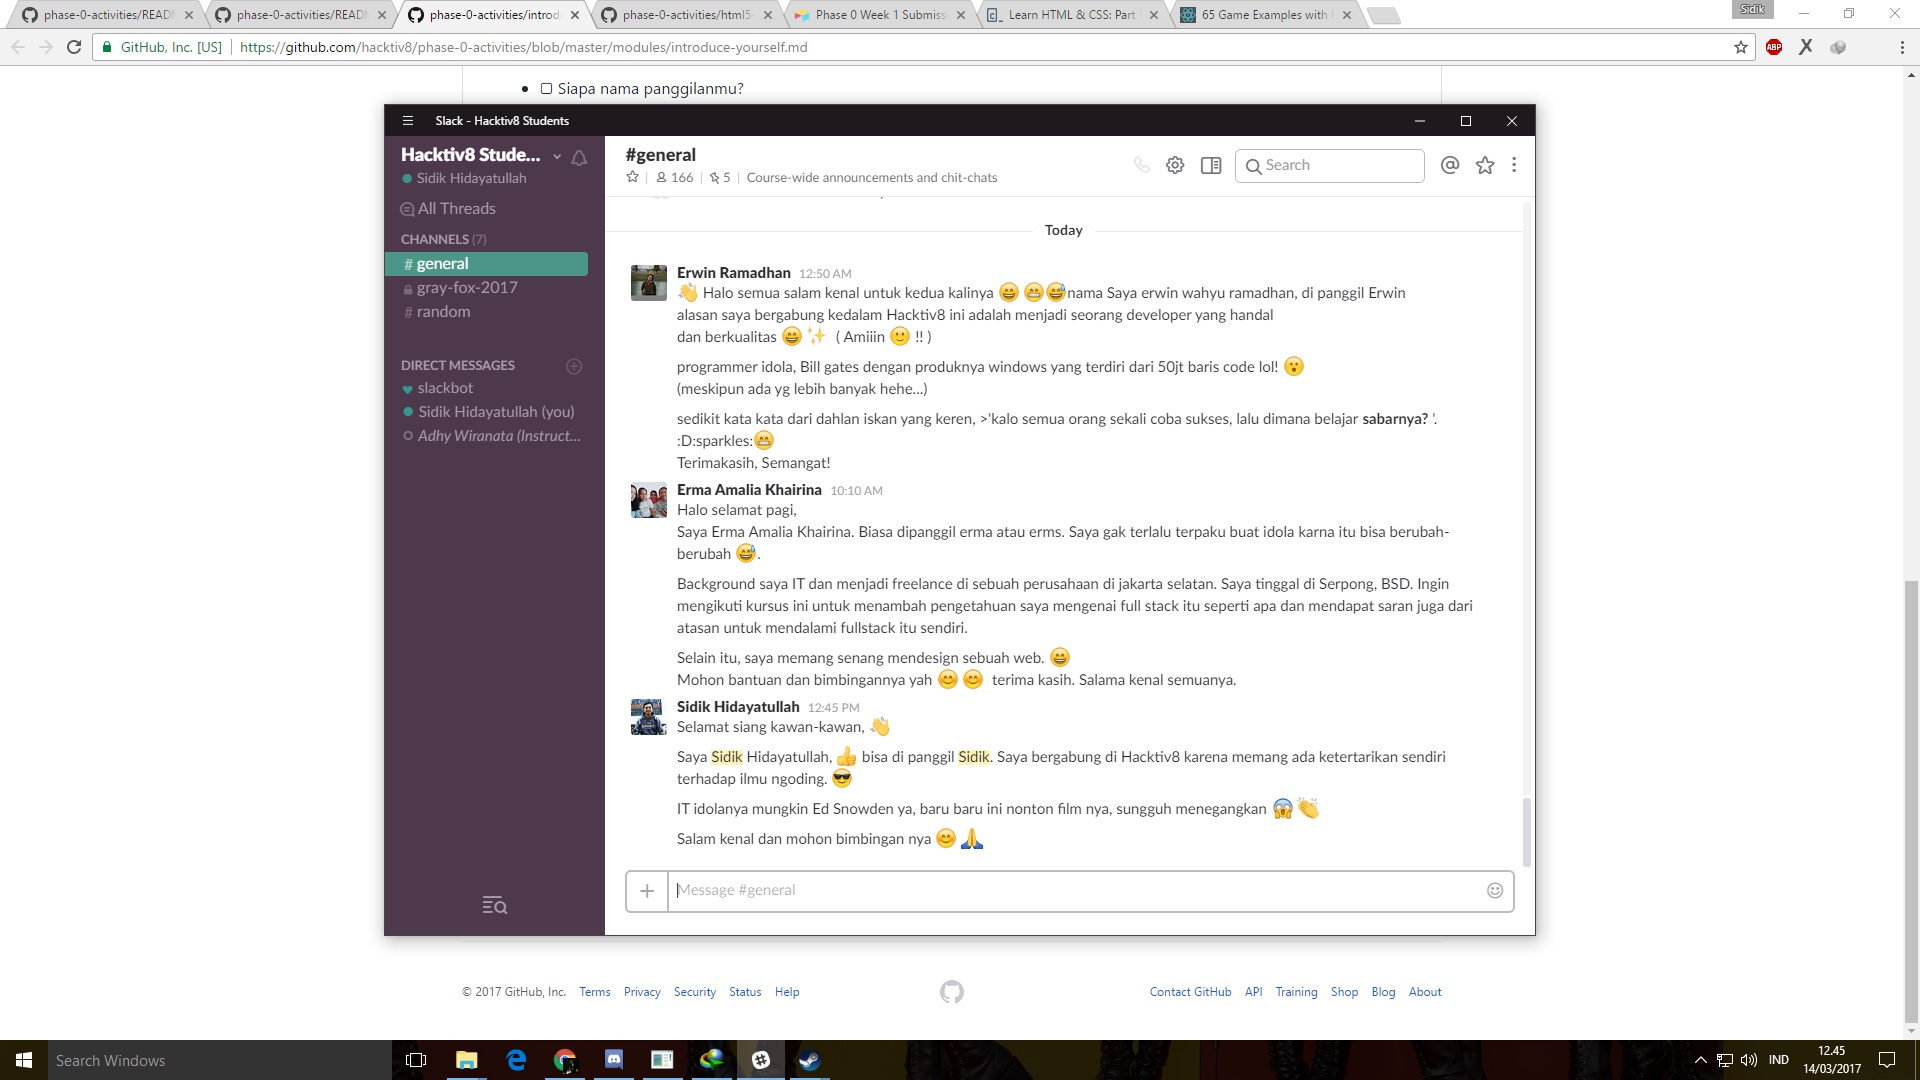 phase-0-activities/READM
phase-0-activities/READM
phase-0-activities/introd
phase-0-activities/html5-
Phase 0 Week 1 Submiss
Learn HTML & CSS: Part
65 Game Examples with
Sidik
GitHub, Inc. [US]
https://github.com/hacktiv8/phase-0-activities/blob/master/modules/introduce-yourself.md
ABP
Siapa nama panggilanmu?
Slack - Hacktiv8 Students
Hacktiv8 Stude...
Sidik Hidayatullah
All Threads
CHANNELS (7)
# general
gray-fox-2017
# random
DIRECT MESSAGES
slackbot
Sidik Hidayatullah (you)
Adhy Wiranata (Instruct...
#general
166
5
Course-wide announcements and chit-chats
Search
Today
Erwin Ramadhan 12:50 AM
👋 Halo semua salam kenal untuk kedua kalinya 😄 😁😅nama Saya erwin wahyu ramadhan, di panggil Erwin
alasan saya bergabung kedalam Hacktiv8 ini adalah menjadi seorang developer yang handal
dan berkualitas 😄 ✨ ( Amiiin 🙂 !! )
programmer idola, Bill gates dengan produknya windows yang terdiri dari 50jt baris code lol! 😮
(meskipun ada yg lebih banyak hehe...)
sedikit kata kata dari dahlan iskan yang keren, >'kalo semua orang sekali coba sukses, lalu dimana belajar sabarnya? '.
:D:sparkles:😁
Terimakasih, Semangat!
Erma Amalia Khairina 10:10 AM
Halo selamat pagi,
Saya Erma Amalia Khairina. Biasa dipanggil erma atau erms. Saya gak terlalu terpaku buat idola karna itu bisa berubah-
berubah 😅.
Background saya IT dan menjadi freelance di sebuah perusahaan di jakarta selatan. Saya tinggal di Serpong, BSD. Ingin
mengikuti kursus ini untuk menambah pengetahuan saya mengenai full stack itu seperti apa dan mendapat saran juga dari
atasan untuk mendalami fullstack itu sendiri.
Selain itu, saya memang senang mendesign sebuah web. 😄
Mohon bantuan dan bimbingannya yah 😊 😊 terima kasih. Salama kenal semuanya.
Sidik Hidayatullah 12:45 PM
Selamat siang kawan-kawan, 👋
Saya Sidik Hidayatullah, 👍 bisa di panggil Sidik. Saya bergabung di Hacktiv8 karena memang ada ketertarikan sendiri
terhadap ilmu ngoding. 😎
IT idolanya mungkin Ed Snowden ya, baru baru ini nonton film nya, sungguh menegangkan 😱 👏
Salam kenal dan mohon bimbingan nya 😊 🙏
Message #general
© 2017 GitHub, Inc. Terms Privacy Security Status Help
Contact GitHub API Training Shop Blog About
Search Windows
IND
12.45
14/03/2017